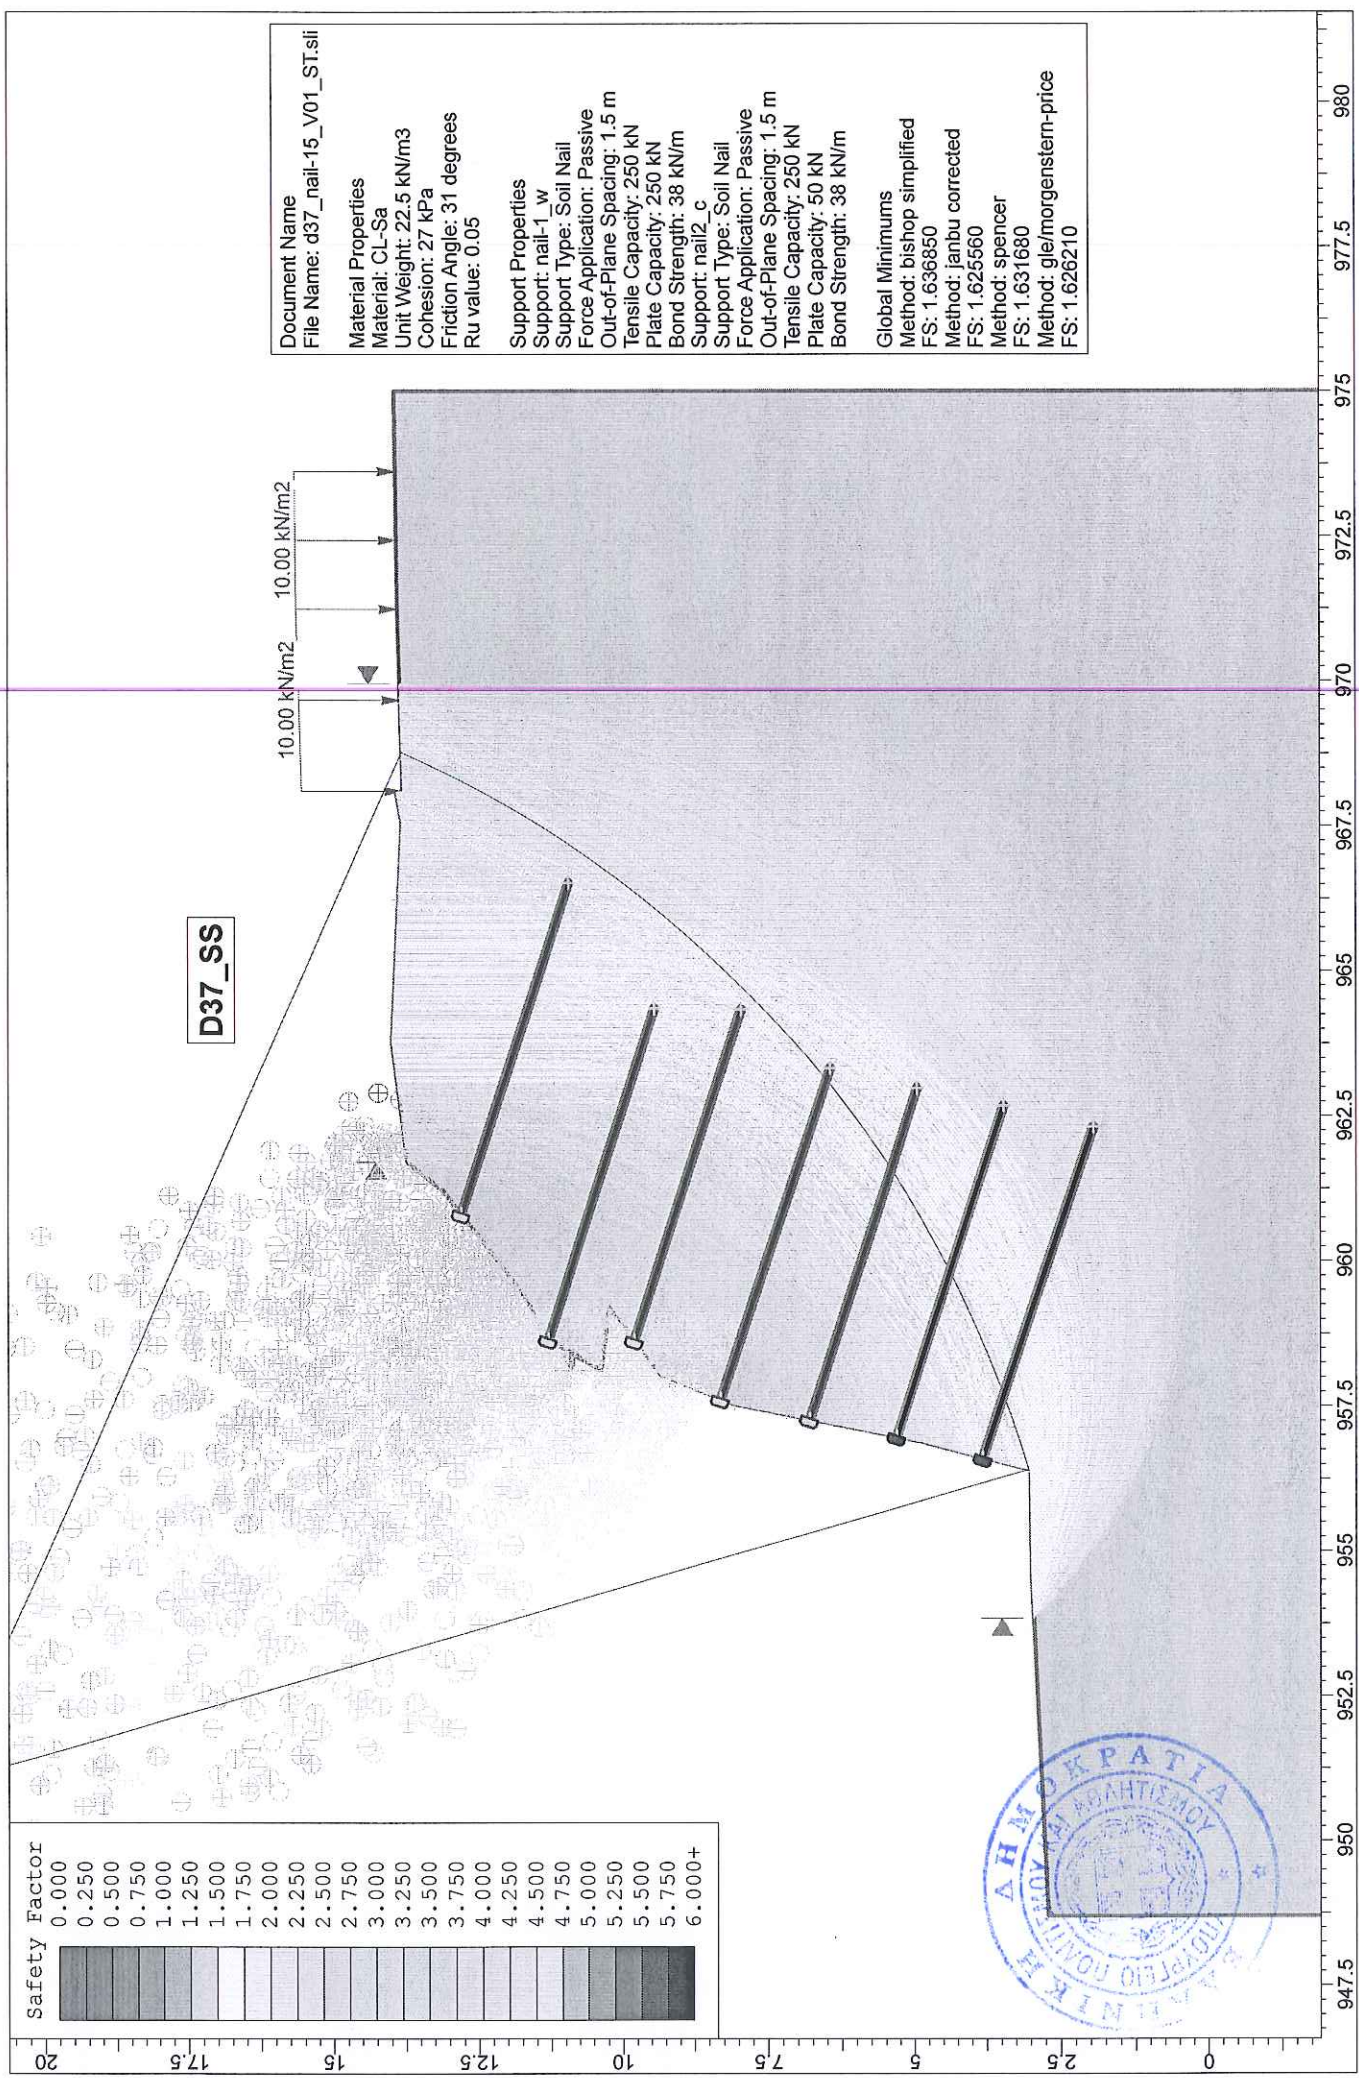 Safety Factor
0.000
0.250
0.500
0.750
1.000
1.250
1.500
1.750
2.000
2.250
2.500
2.750
3.000
3.250
3.500
3.750
4.000
4.250
4.500
4.750
5.000
5.250
5.500
5.750
6.000+
D37_SS
10.00 kN/m2
10.00 kN/m2
Document Name
File Name: d37_nail-15_V01_ST.sli
Material Properties
Material: CL-Sa
Unit Weight: 22.5 kN/m3
Cohesion: 27 kPa
Friction Angle: 31 degrees
Ru value: 0.05
Support Properties
Support: nail-1_w
Support Type: Soil Nail
Force Application: Passive
Out-of-Plane Spacing: 1.5 m
Tensile Capacity: 250 kN
Plate Capacity: 250 kN
Bond Strength: 38 kN/m
Support: nail2_c
Support Type: Soil Nail
Force Application: Passive
Out-of-Plane Spacing: 1.5 m
Tensile Capacity: 250 kN
Plate Capacity: 50 kN
Bond Strength: 38 kN/m
Global Minimums
Method: bishop simplified
FS: 1.636850
Method: janbu corrected
FS: 1.625560
Method: spencer
FS: 1.631680
Method: gle/morgenstern-price
FS: 1.626210
20
17.5
15
12.5
10
7.5
5
2.5
0
947.5
950
952.5
955
957.5
960
962.5
965
967.5
970
972.5
975
977.5
980
ΕΛΛΗΝΙΚΗ ΔΗΜΟΚΡΑΤΙΑ
ΥΠΟΥΡΓΕΙΟ ΠΟΛΙΤΙΣΜΟΥ ΚΑΙ ΑΘΛΗΤΙΣΜΟΥ